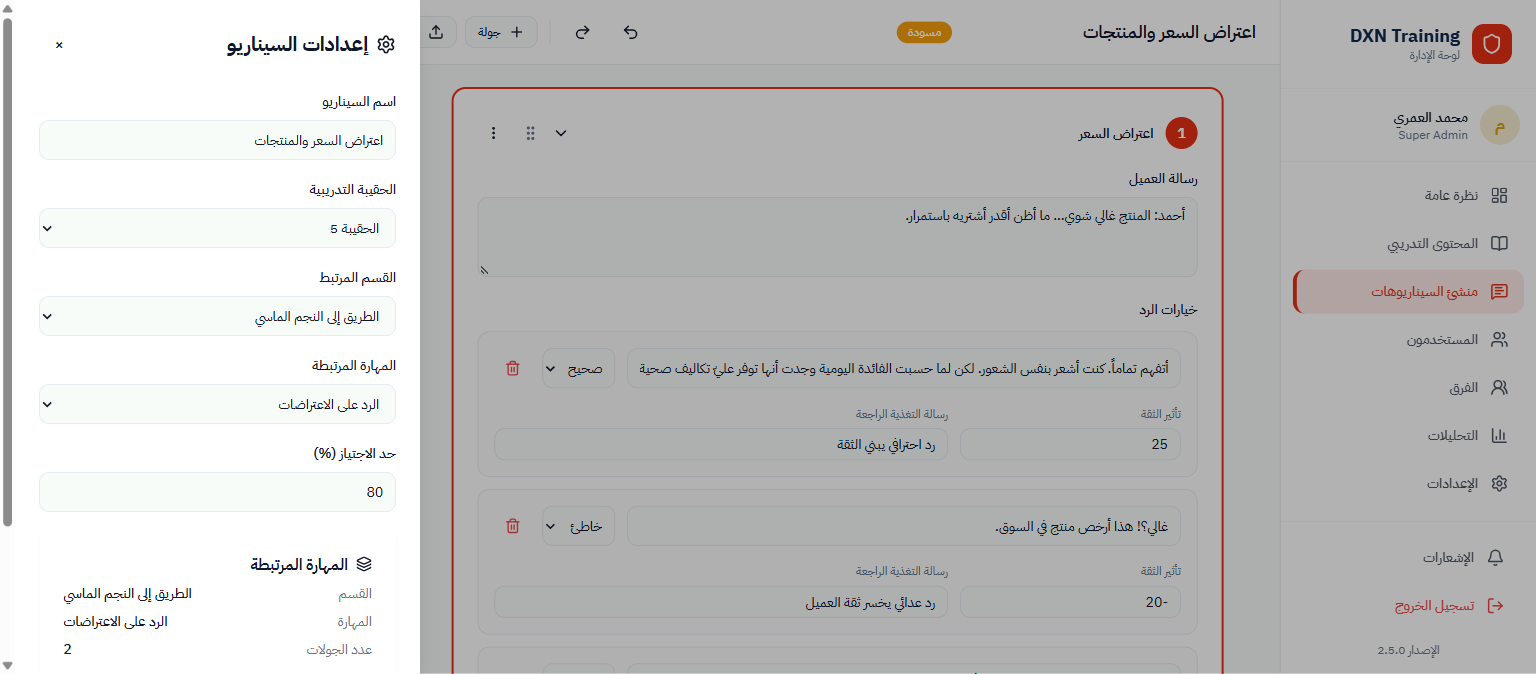 DXN Training
لوحة الإدارة
محمد العمري
Super Admin
م
نظرة عامة
المحتوى التدريبي
منشئ السيناريوهات
المستخدمون
الفرق
التحليلات
الإعدادات
الإشعارات
تسجيل الخروج
الإصدار 2.5.0
اعتراض السعر والمنتجات
مسودة
جولة
1
اعتراض السعر
رسالة العميل
أحمد: المنتج غالي شوي... ما أظن أقدر أشتريه باستمرار.
خيارات الرد
أتفهم تماماً. كنت أشعر بنفس الشعور. لكن لما حسبت الفائدة اليومية وجدت أنها توفر عليّ تكاليف صحية
صحيح
تأثير الثقة
رسالة التغذية الراجعة
25
رد احترافي يبني الثقة
غالي؟! هذا أرخص منتج في السوق.
خاطئ
تأثير الثقة
رسالة التغذية الراجعة
-20
رد عدائي يخسر ثقة العميل
إعدادات السيناريو
×
اسم السيناريو
اعتراض السعر والمنتجات
الحقيبة التدريبية
الحقيبة 5
القسم المرتبط
الطريق إلى النجم الماسي
المهارة المرتبطة
الرد على الاعتراضات
حد الاجتياز (%)
80
المهارة المرتبطة
القسم الطريق إلى النجم الماسي
المهارة الرد على الاعتراضات
عدد الجولات 2